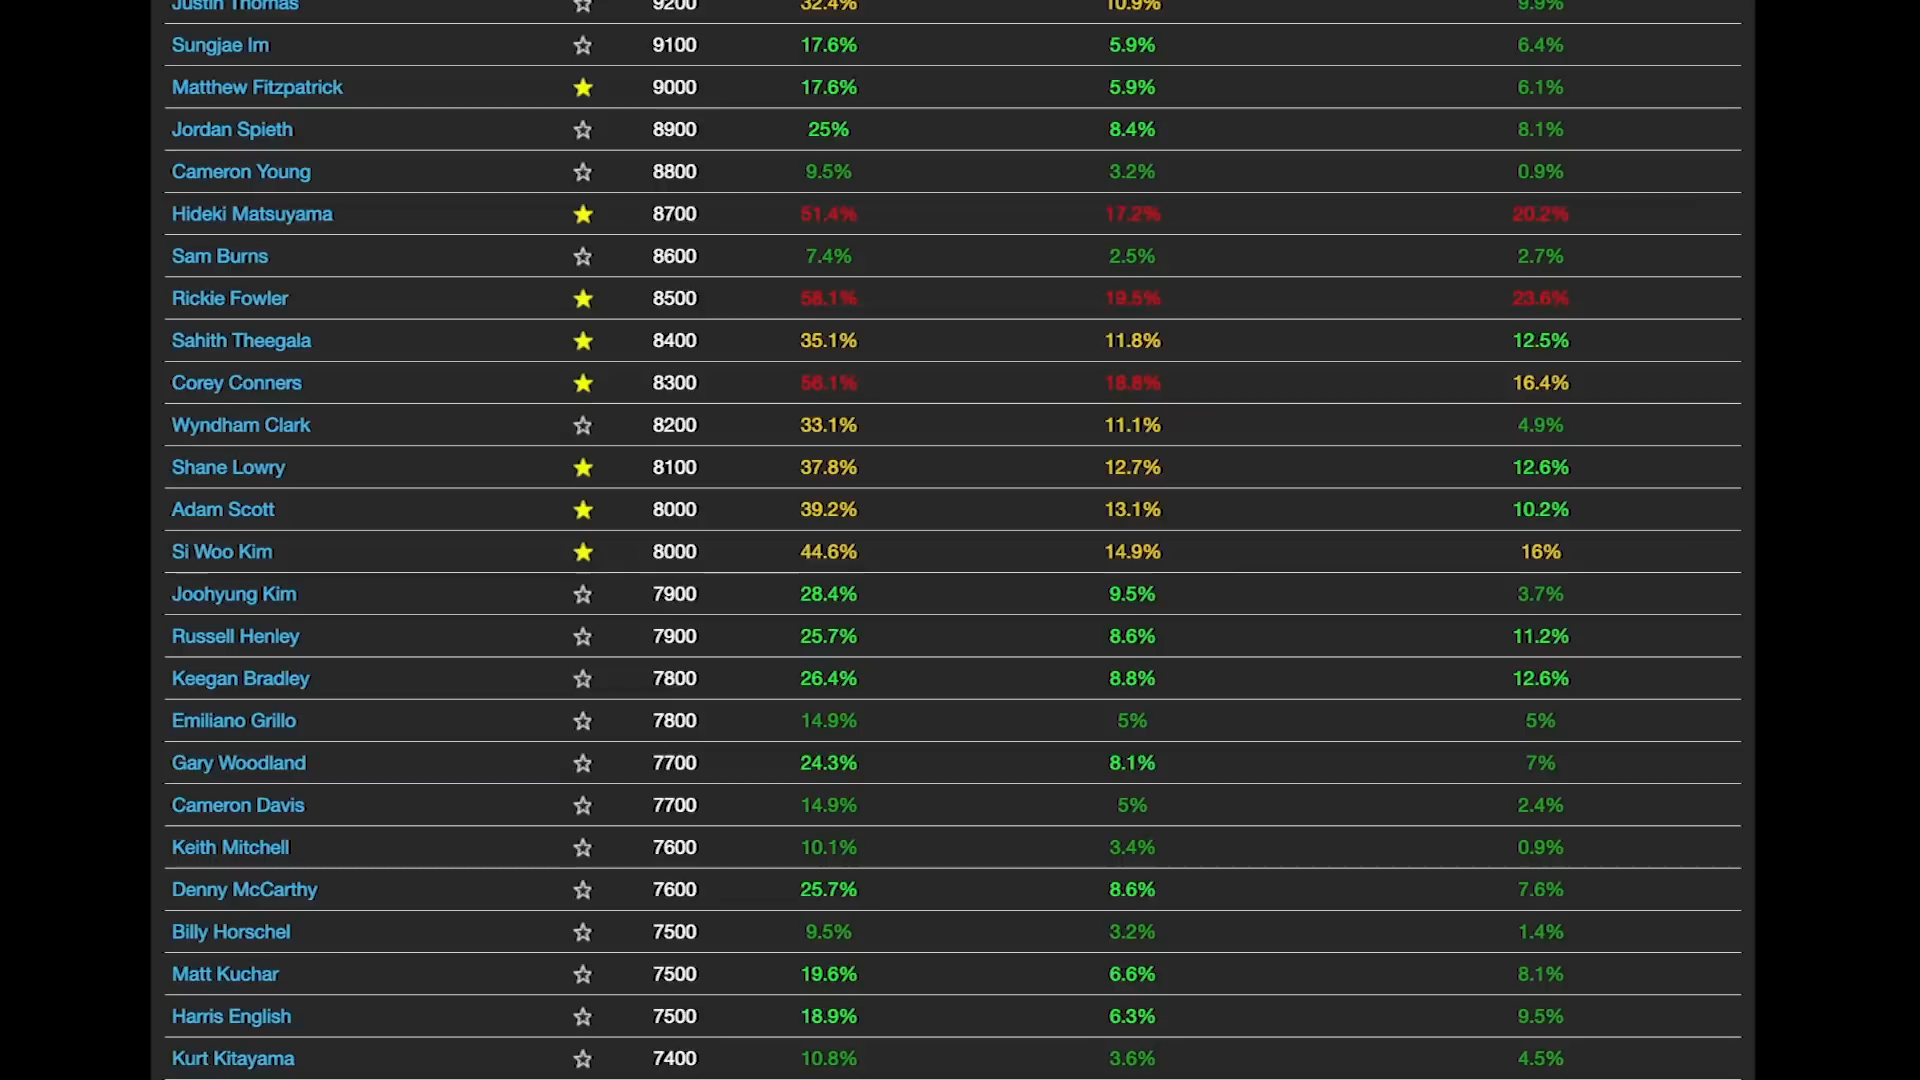 Justin Thomas 9200 32.4% 10.9% 9.9%
Sungjae Im 9100 17.6% 5.9% 6.4%
Matthew Fitzpatrick 9000 17.6% 5.9% 6.1%
Jordan Spieth 8900 25% 8.4% 8.1%
Cameron Young 8800 9.5% 3.2% 0.9%
Hideki Matsuyama 8700 51.4% 17.2% 20.2%
Sam Burns 8600 7.4% 2.5% 2.7%
Rickie Fowler 8500 58.1% 19.5% 23.6%
Sahith Theegala 8400 35.1% 11.8% 12.5%
Corey Conners 8300 56.1% 18.8% 16.4%
Wyndham Clark 8200 33.1% 11.1% 4.9%
Shane Lowry 8100 37.8% 12.7% 12.6%
Adam Scott 8000 39.2% 13.1% 10.2%
Si Woo Kim 8000 44.6% 14.9% 16%
Joohyung Kim 7900 28.4% 9.5% 3.7%
Russell Henley 7900 25.7% 8.6% 11.2%
Keegan Bradley 7800 26.4% 8.8% 12.6%
Emiliano Grillo 7800 14.9% 5% 5%
Gary Woodland 7700 24.3% 8.1% 7%
Cameron Davis 7700 14.9% 5% 2.4%
Keith Mitchell 7600 10.1% 3.4% 0.9%
Denny McCarthy 7600 25.7% 8.6% 7.6%
Billy Horschel 7500 9.5% 3.2% 1.4%
Matt Kuchar 7500 19.6% 6.6% 8.1%
Harris English 7500 18.9% 6.3% 9.5%
Kurt Kitayama 7400 10.8% 3.6% 4.5%